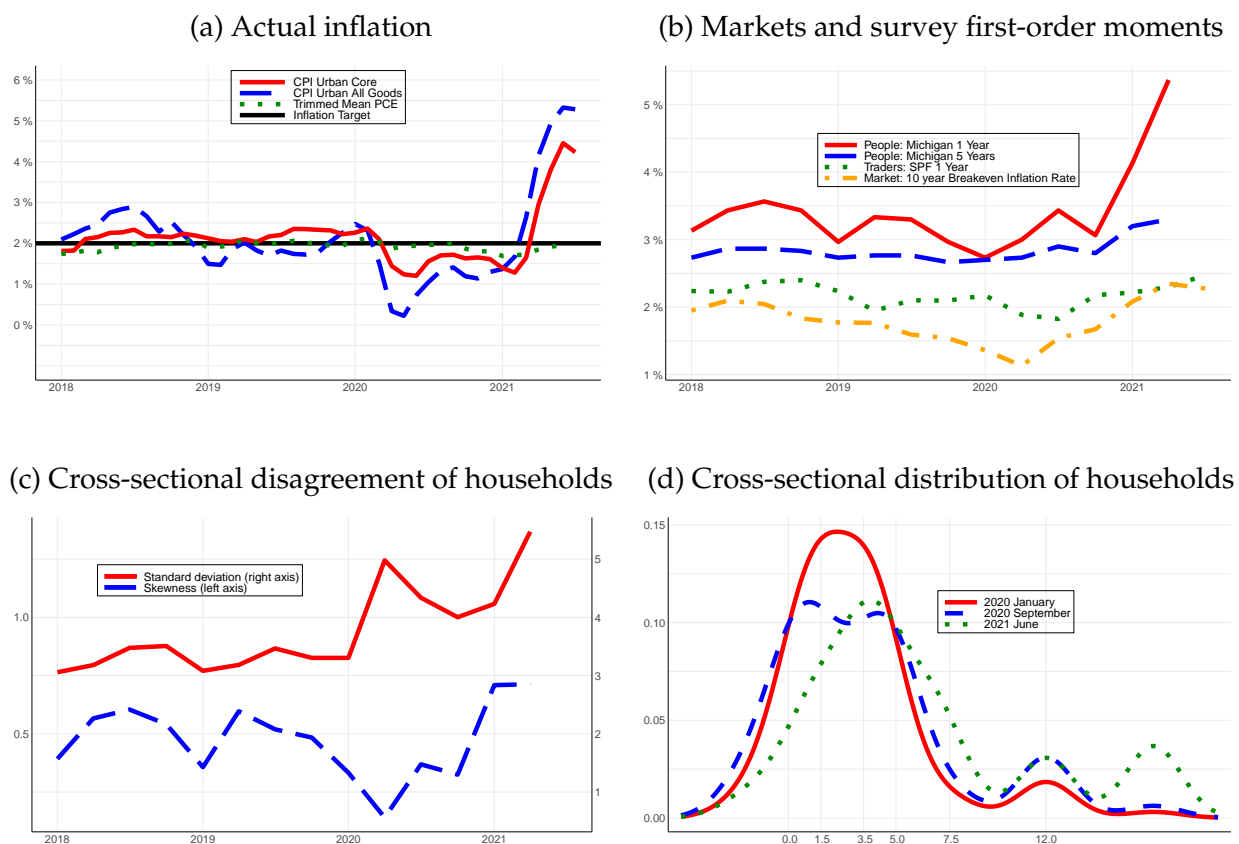 (a) Actual inflation
6 %
5 %
4 %
3 %
2 %
1 %
0 %
CPI Urban Core
CPI Urban All Goods
Trimmed Mean PCE
Inflation Target
2018 2019 2020 2021
(b) Markets and survey first-order moments
5 %
4 %
3 %
2 %
1 %
People: Michigan 1 Year
People: Michigan 5 Years
Traders: SPF 1 Year
Market: 10 year Breakeven Inflation Rate
2018 2019 2020 2021
(c) Cross-sectional disagreement of households
1.0
0.5
Standard deviation (right axis)
Skewness (left axis)
5
4
3
2
1
2018 2019 2020 2021
(d) Cross-sectional distribution of households
0.15
0.10
0.05
0.00
2020 January
2020 September
2021 June
0.0 1.5 3.5 5.0 7.5 12.0